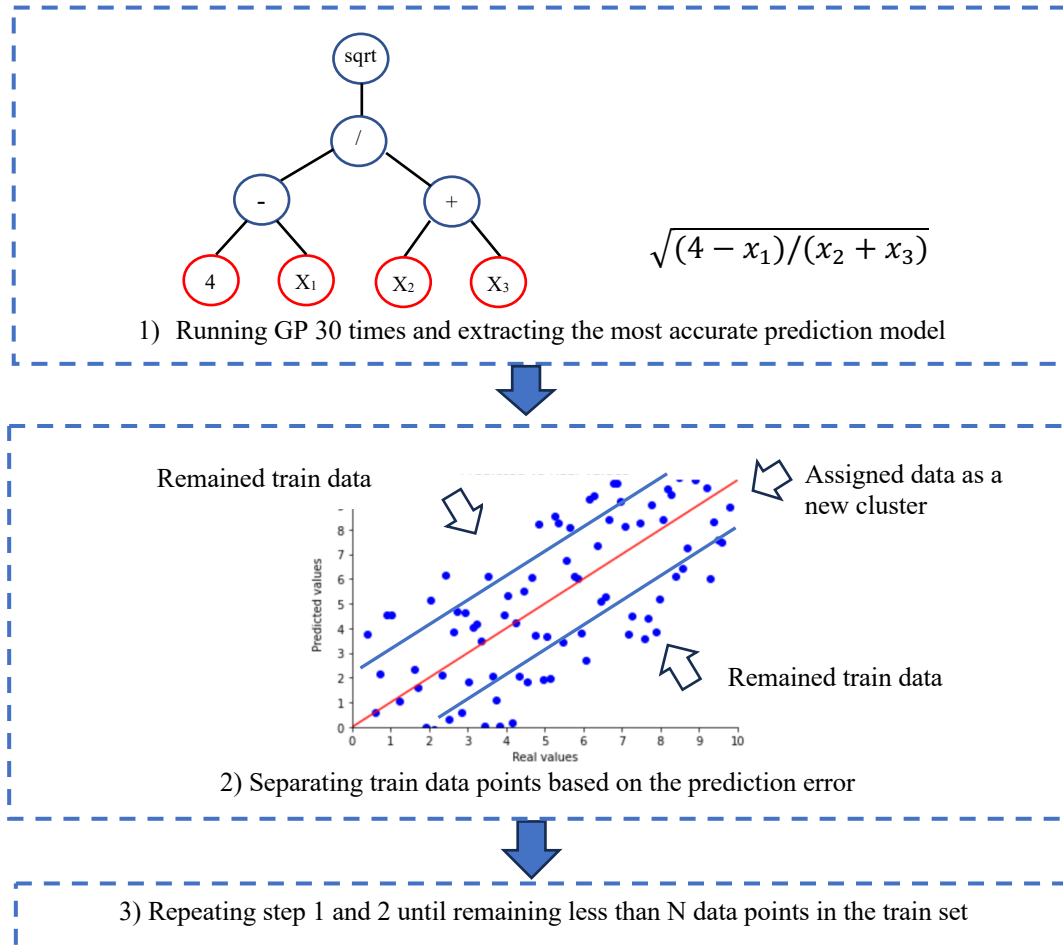 sqrt
/
-
+
4
X1
X2
X3
√(4 − x₁)/(x₂ + x₃)
1) Running GP 30 times and extracting the most accurate prediction model
Remained train data
Assigned data as a
new cluster
Predicted values
8
7
6
5
4
3
2
1
0
0 1 2 3 4 5 6 7 8 9 10
Real values
Remained train data
2) Separating train data points based on the prediction error
3) Repeating step 1 and 2 until remaining less than N data points in the train set